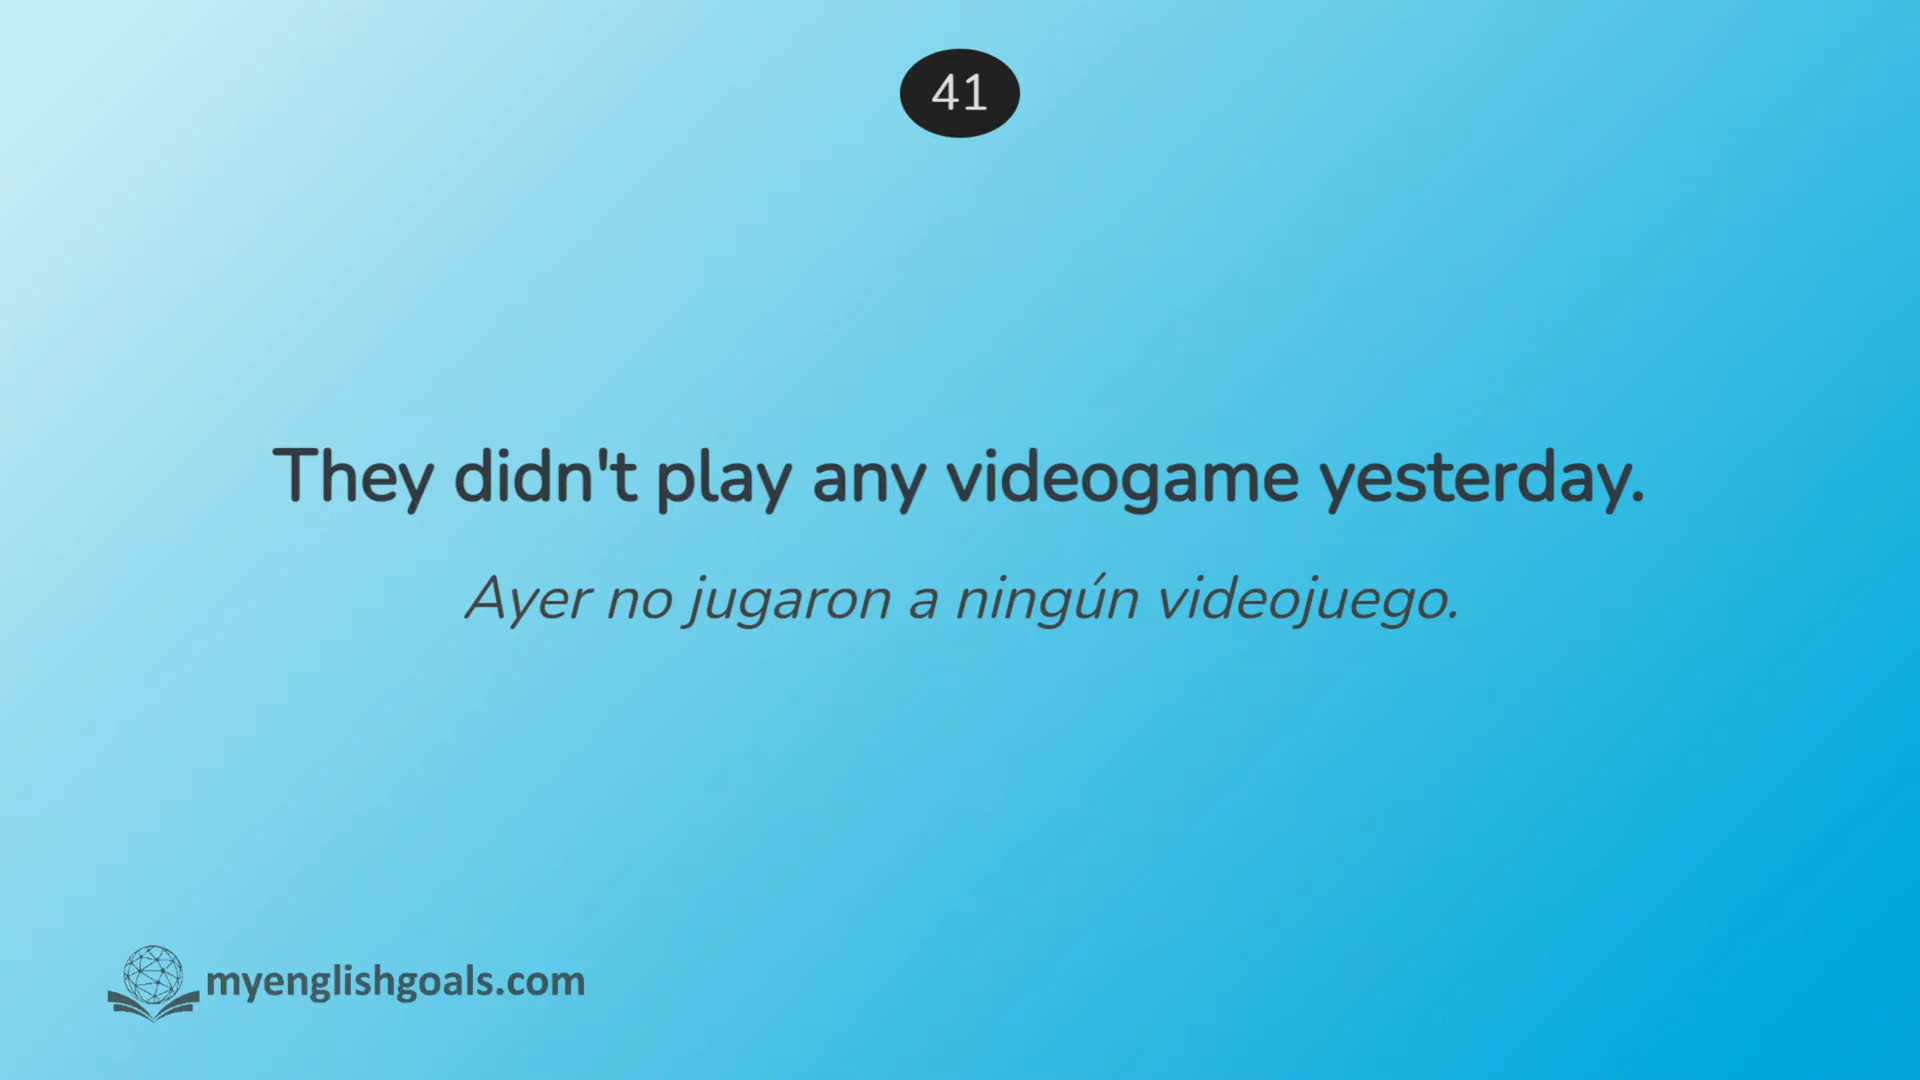 41
They didn't play any videogame yesterday.
Ayer no jugaron a ningún videojuego.
myenglishgoals.com